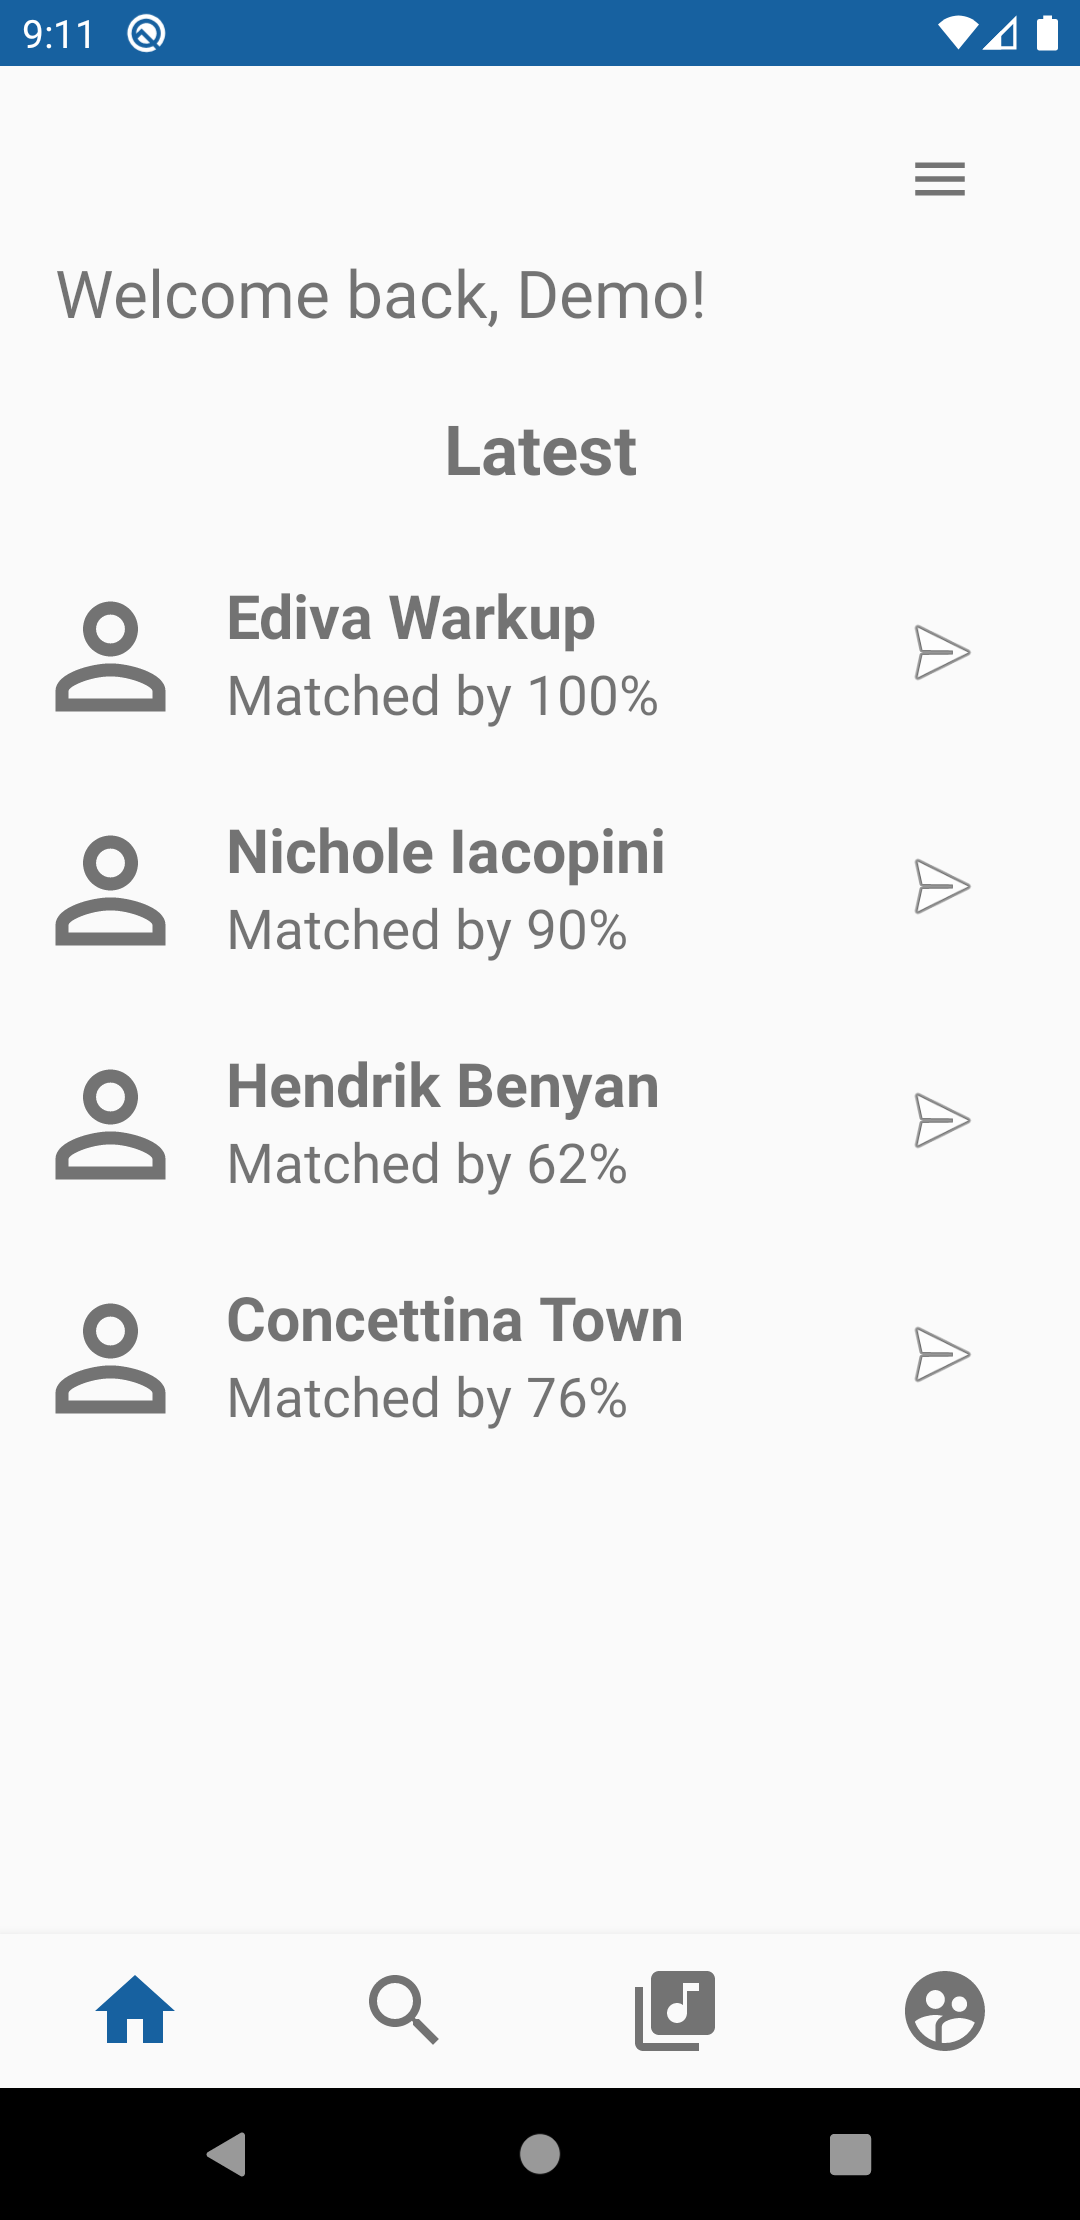 9:11
Welcome back, Demo!
Latest
Ediva Warkup
Matched by 100%
Nichole Iacopini
Matched by 90%
Hendrik Benyan
Matched by 62%
Concettina Town
Matched by 76%